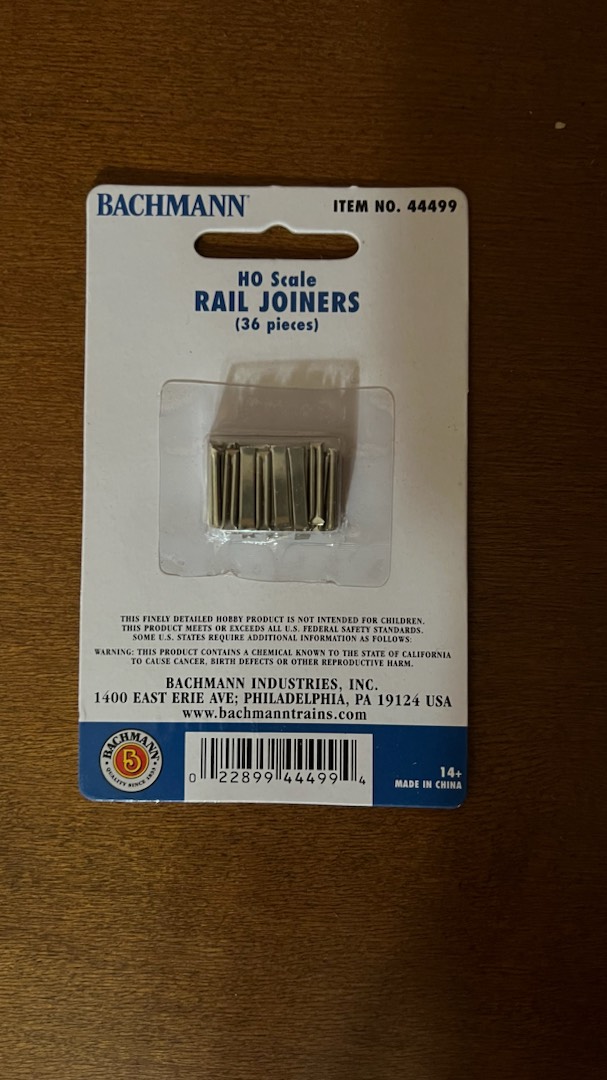 BACHMANN
ITEM NO. 44499
HO Scale
RAIL JOINERS
(36 pieces)
THIS FINELY DETAILED HOBBY PRODUCT IS NOT INTENDED FOR CHILDREN.
THIS PRODUCT MEETS OR EXCEEDS ALL U.S. FEDERAL SAFETY STANDARDS.
SOME U.S. STATES REQUIRE ADDITIONAL INFORMATION AS FOLLOWS:
WARNING: THIS PRODUCT CONTAINS A CHEMICAL KNOWN TO THE STATE OF CALIFORNIA
TO CAUSE CANCER, BIRTH DEFECTS OR OTHER REPRODUCTIVE HARM.
BACHMANN INDUSTRIES, INC.
1400 EAST ERIE AVE; PHILADELPHIA, PA 19124 USA
www.bachmanntrains.com
BACHMANN
B
QUALITY SINCE 1833
0 22899 44499 4
14+
MADE IN CHINA